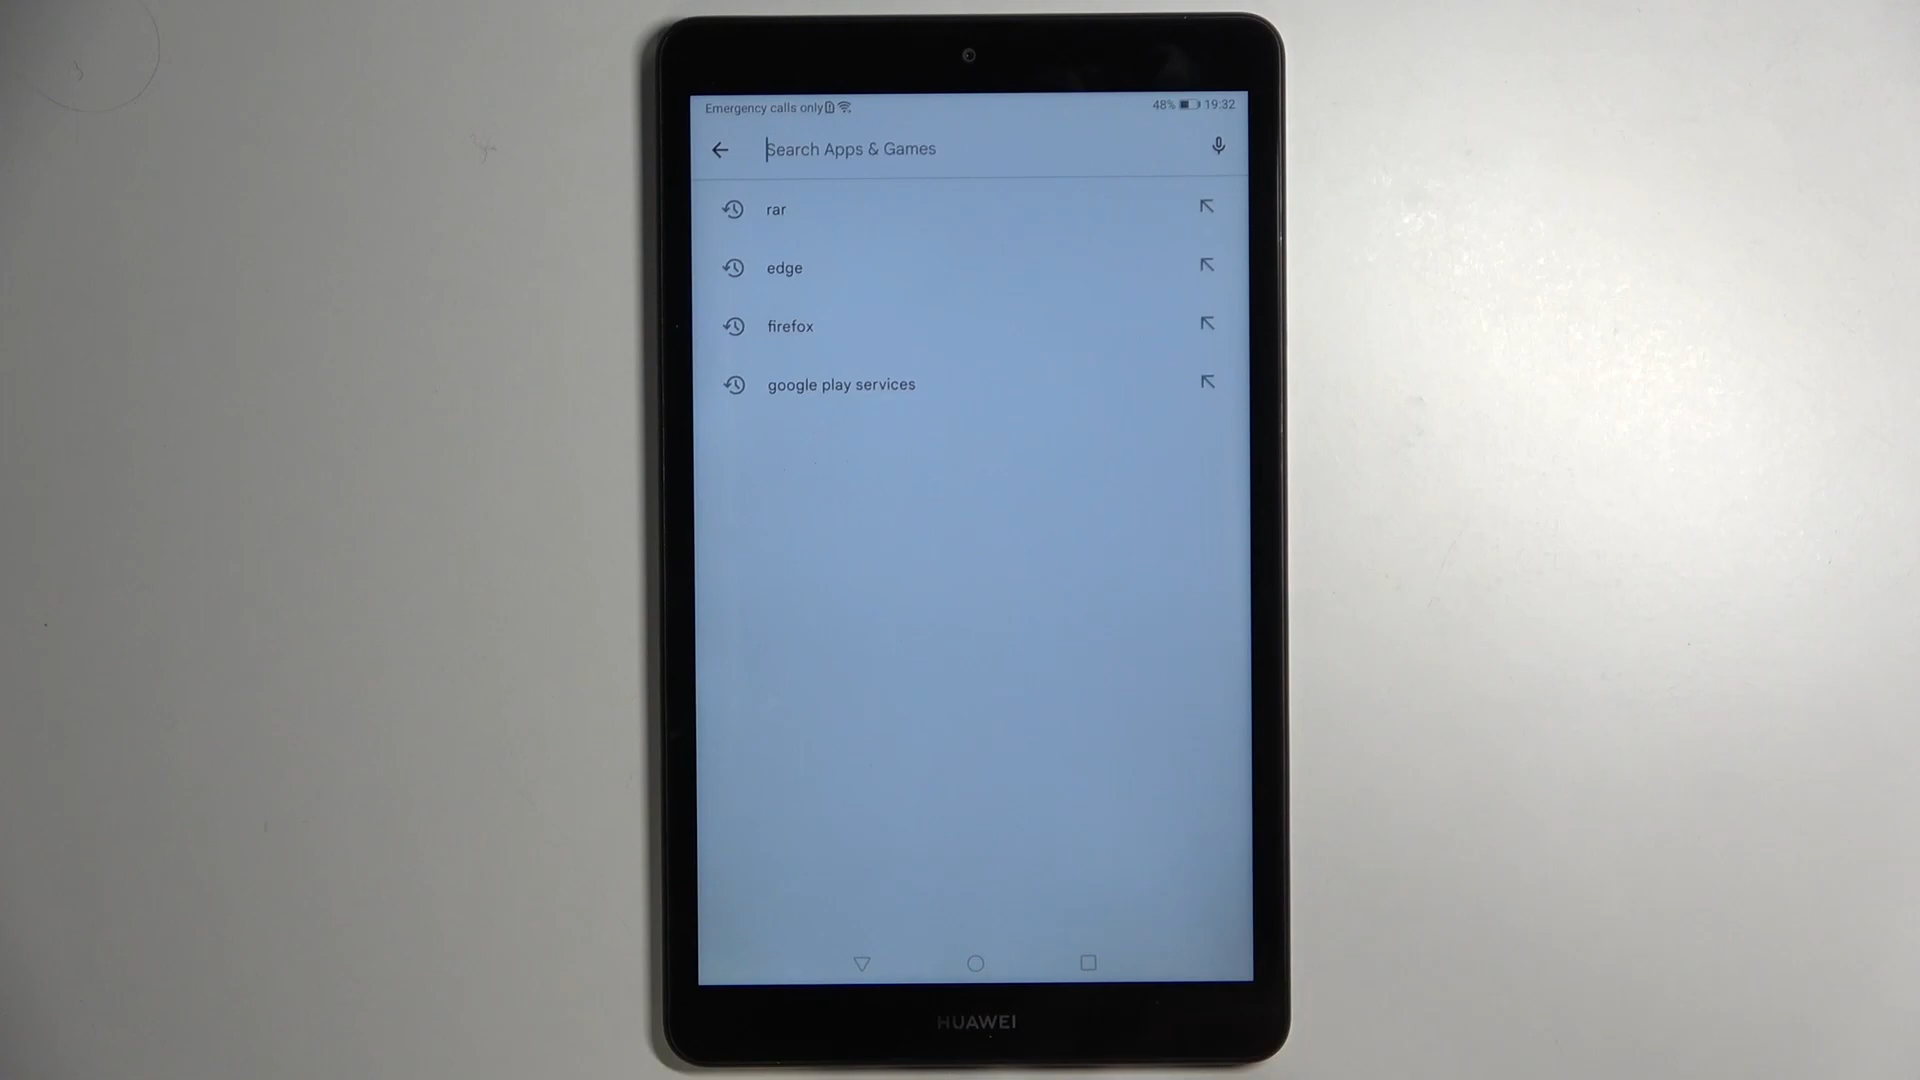 Emergency calls only
48% 19:32
Search Apps & Games
rar
edge
firefox
google play services
HUAWEI